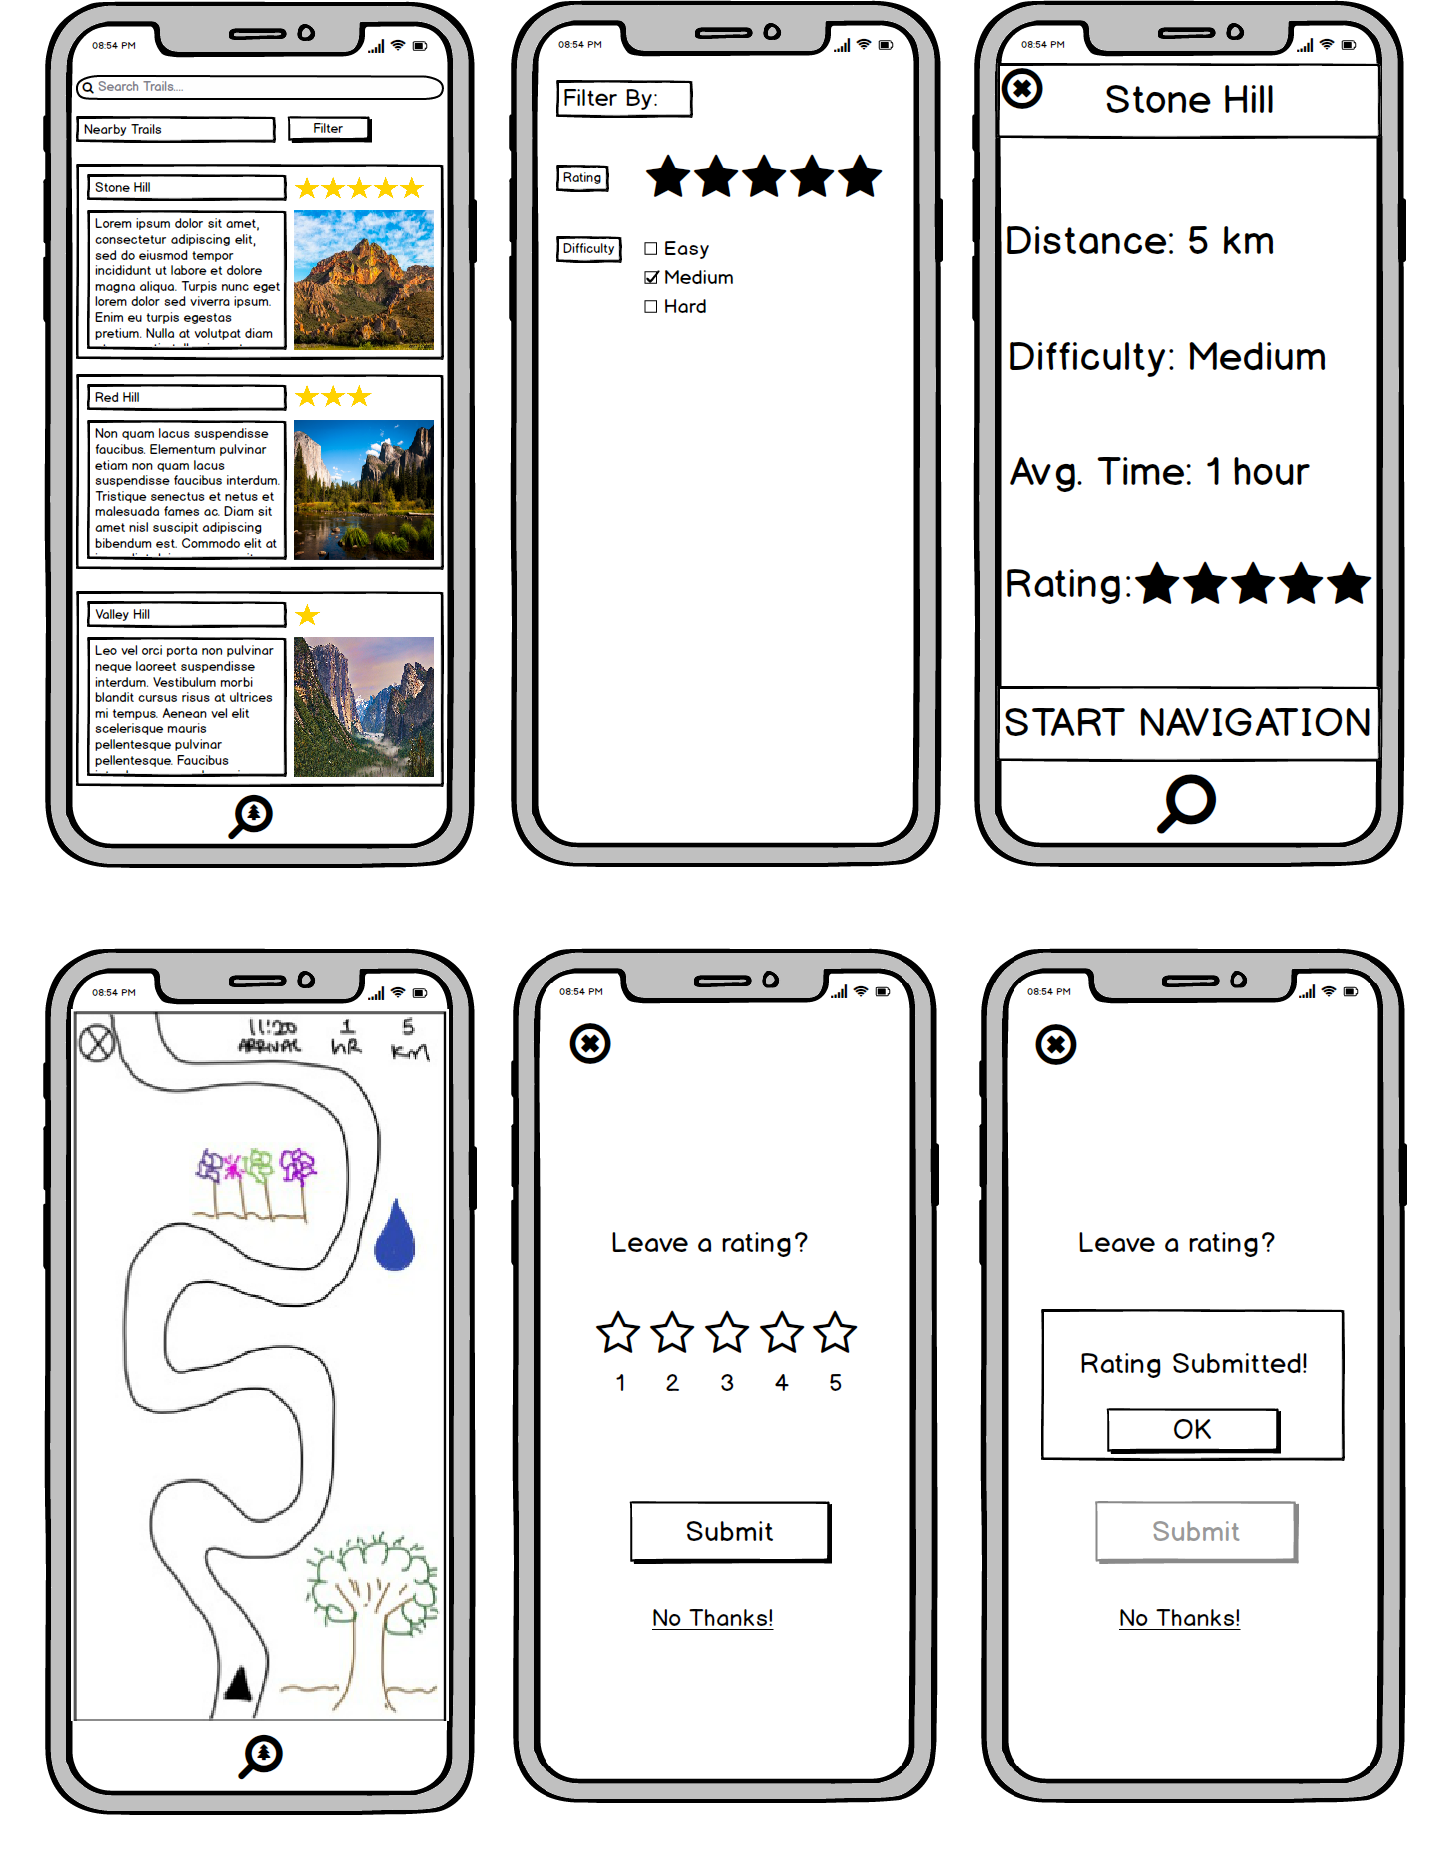 08:54 PM
Search Trails....
Nearby Trails
Filter
Stone Hill
Lorem ipsum dolor sit amet,
consectetur adipiscing elit,
sed do eiusmod tempor
incididunt ut labore et dolore
magna aliqua. Turpis nunc eget
lorem dolor sed viverra ipsum.
Enim eu turpis egestas
pretium. Nulla at volutpat diam
Red Hill
Non quam lacus suspendisse
faucibus. Elementum pulvinar
etiam non quam lacus
suspendisse faucibus interdum.
Tristique senectus et netus et
malesuada fames ac. Diam sit
amet nisl suscipit adipiscing
bibendum est. Commodo elit at
Valley Hill
Leo vel orci porta non pulvinar
neque laoreet suspendisse
interdum. Vestibulum morbi
blandit cursus risus at ultrices
mi tempus. Aenean vel elit
scelerisque mauris
pellentesque pulvinar
pellentesque. Faucibus
08:54 PM
Filter By:
Rating
Difficulty
Easy
Medium
Hard
08:54 PM
Stone Hill
Distance: 5 km
Difficulty: Medium
Avg. Time: 1 hour
Rating:
START NAVIGATION
08:54 PM
11:20 1 5
ARRIVAL hR km
08:54 PM
Leave a rating?
1 2 3 4 5
Submit
No Thanks!
08:54 PM
Leave a rating?
Rating Submitted!
OK
Submit
No Thanks!